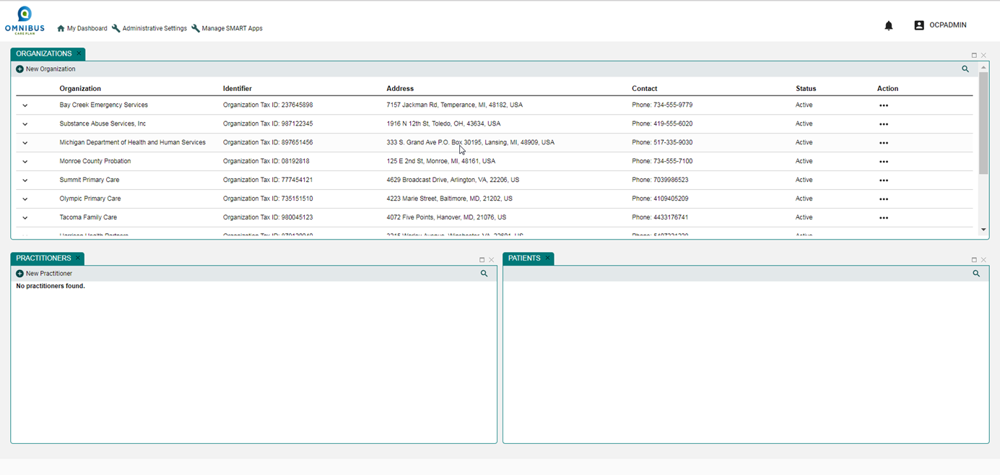 OMNIBUS
CARE PLAN
My Dashboard Administrative Settings Manage SMART Apps
OCPADMIN
ORGANIZATIONS
New Organization
Organization Identifier Address Contact Status Action
Bay Creek Emergency Services Organization Tax ID: 237645898 7157 Jackman Rd, Temperance, MI, 48182, USA Phone: 734-555-9779 Active
Substance Abuse Services, Inc Organization Tax ID: 987122345 1916 N 12th St, Toledo, OH, 43634, USA Phone: 419-555-6020 Active
Michigan Department of Health and Human Services Organization Tax ID: 897651456 333 S. Grand Ave P.O. Box 30195, Lansing, MI, 48909, USA Phone: 517-335-9030 Active
Monroe County Probation Organization Tax ID: 08192818 125 E 2nd St, Monroe, MI, 48161, USA Phone: 734-555-7100 Active
Summit Primary Care Organization Tax ID: 777454121 4629 Broadcast Drive, Arlington, VA, 22206, US Phone: 7039986523 Active
Olympic Primary Care Organization Tax ID: 735151510 4223 Marie Street, Baltimore, MD, 21202, US Phone: 4109405209 Active
Tacoma Family Care Organization Tax ID: 980045123 4072 Five Points, Hanover, MD, 21076, US Phone: 4433176741 Active
Harrison Health Partners Organization Tax ID: Winchester, VA, 22601, US Phone: Active
PRACTITIONERS
New Practitioner
No practitioners found.
PATIENTS